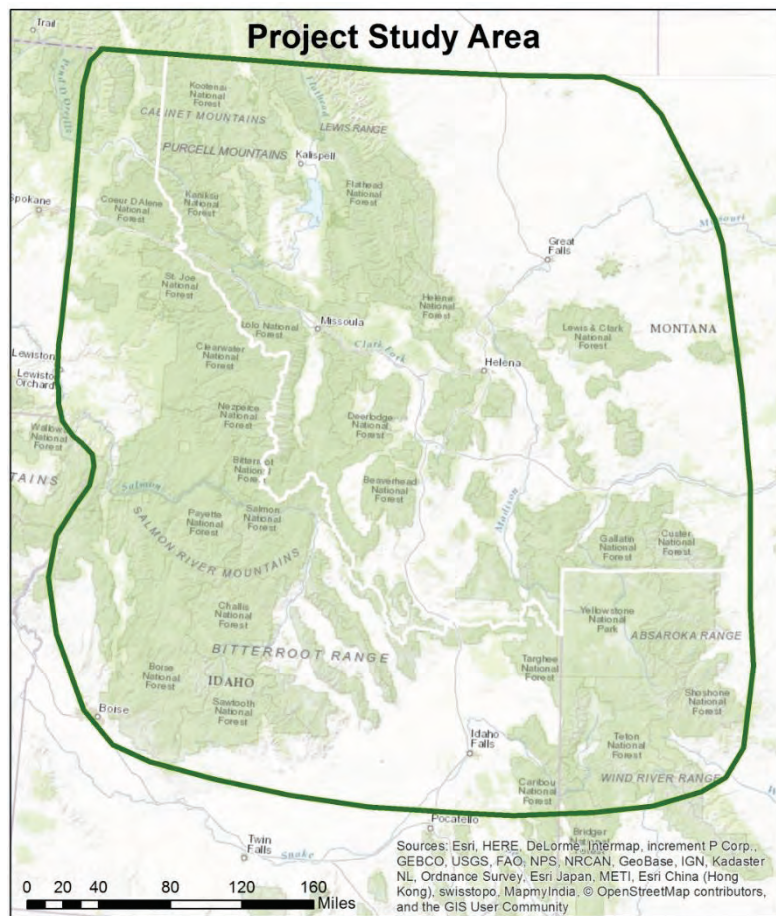 Project Study Area
Trail
Pend O Oreille
Kootenai
National
Forest
CABINET MOUNTAINS
Flathead
LEWIS RANGE
PURCELL MOUNTAINS
Kalispell
Coeur D Alene
National
Forest
Kaniksu
National
Forest
Flathead
National
Forest
Spokane
Missouri
Great
Falls
St. Joe
National
Forest
Helena
National
Forest
Lolo National
Forest
Missoula
Lewis & Clark
National
Forest
MONTANA
Clearwater
National
Forest
Clark Fork
Helena
Lewiston
Lewiston
Orchard
Nezperce
National
Forest
Deerlodge
National
Forest
Wallow
National
Forest
TAINS
Bitterroot
National
Forest
Beaverhead
National
Forest
Salmon
Payette
National
Forest
Salmon
National
Forest
SALMON RIVER MOUNTAINS
Madison
Gallatin
National
Forest
Custer
National
Forest
Challis
National
Forest
Yellowstone
National
Park
ABSAROKA RANGE
BITTERROOT RANGE
Targhee
National
Forest
Boise
National
Forest
IDAHO
Sawtooth
National
Forest
Shoshone
National
Forest
Boise
Idaho
Falls
Teton
National
Forest
Caribou
National
Forest
WIND RIVER RANGE
Pocatello
Bridger
National
Forest
Twin
Falls
Snake
Sources: Esri, HERE, DeLorme, Intermap, increment P Corp.,
GEBCO, USGS, FAO, NPS, NRCAN, GeoBase, IGN, Kadaster
NL, Ordnance Survey, Esri Japan, METI, Esri China (Hong
Kong), swisstopo, MapmyIndia, © OpenStreetMap contributors,
and the GIS User Community
0 20 40 80 120 160
Miles